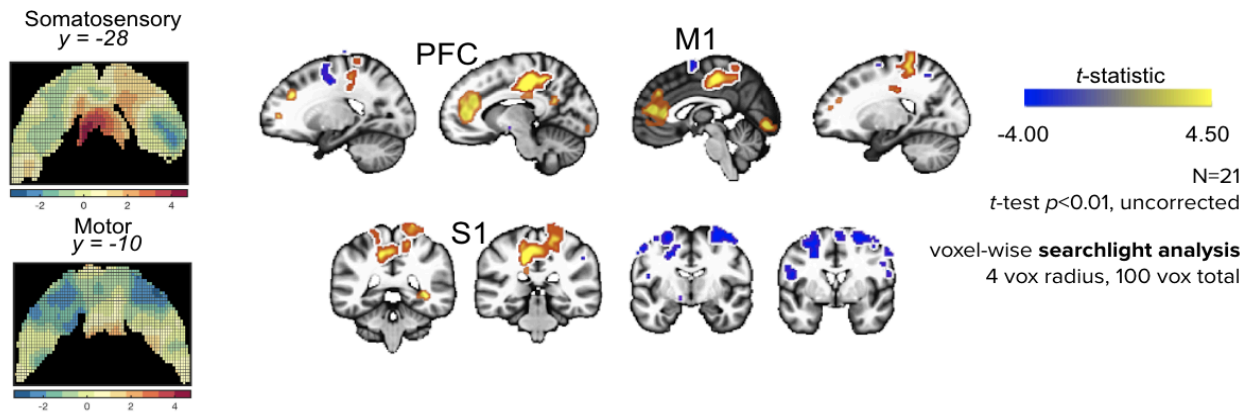 Somatosensory
y = -28
-2 0 2 4
Motor
y = -10
-2 0 2 4
PFC
M1
S1
t-statistic
-4.00 4.50
N=21
t-test p<0.01, uncorrected
voxel-wise searchlight analysis
4 vox radius, 100 vox total